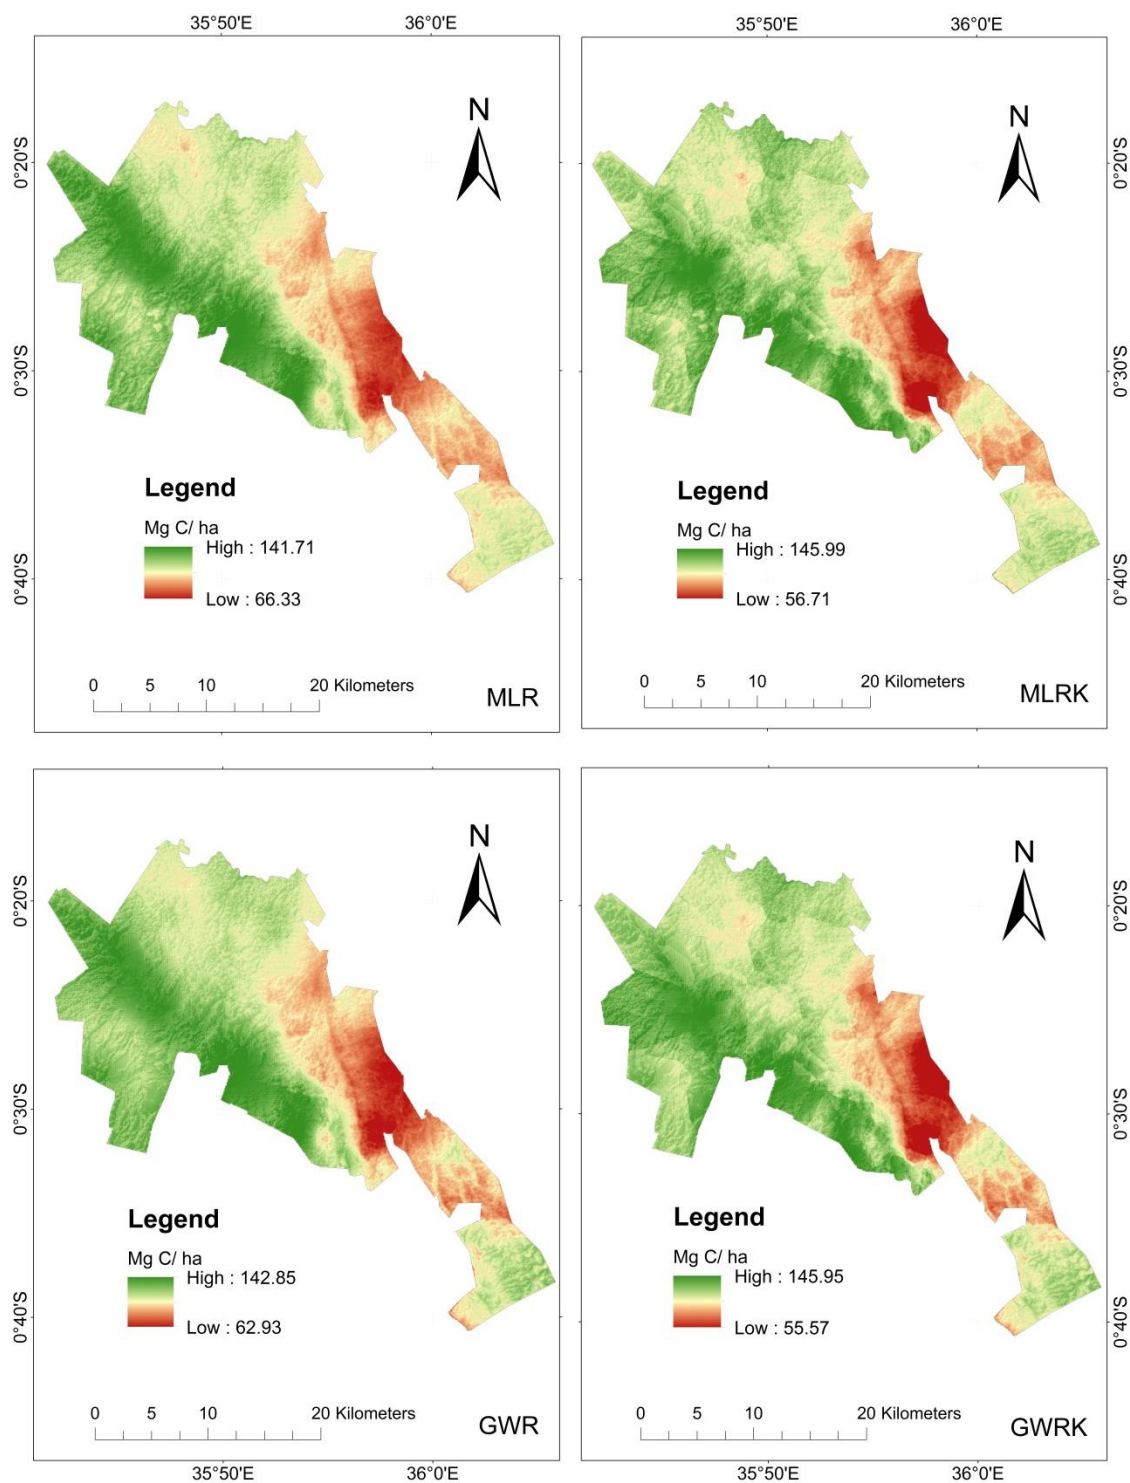 35°50'E 36°0'E
35°50'E 36°0'E
N
N
0°20'S
0°20'S
0°30'S
0°30'S
0°40'S
0°40'S
Legend
Mg C/ ha
High : 141.71
Low : 66.33
0 5 10 20 Kilometers
MLR
Legend
Mg C/ ha
High : 145.99
Low : 56.71
0 5 10 20 Kilometers
MLRK
N
N
0°20'S
0°20'S
0°30'S
0°30'S
0°40'S
0°40'S
Legend
Mg C/ ha
High : 142.85
Low : 62.93
0 5 10 20 Kilometers
GWR
Legend
Mg C/ ha
High : 145.95
Low : 55.57
0 5 10 20 Kilometers
GWRK
35°50'E 36°0'E
35°50'E 36°0'E